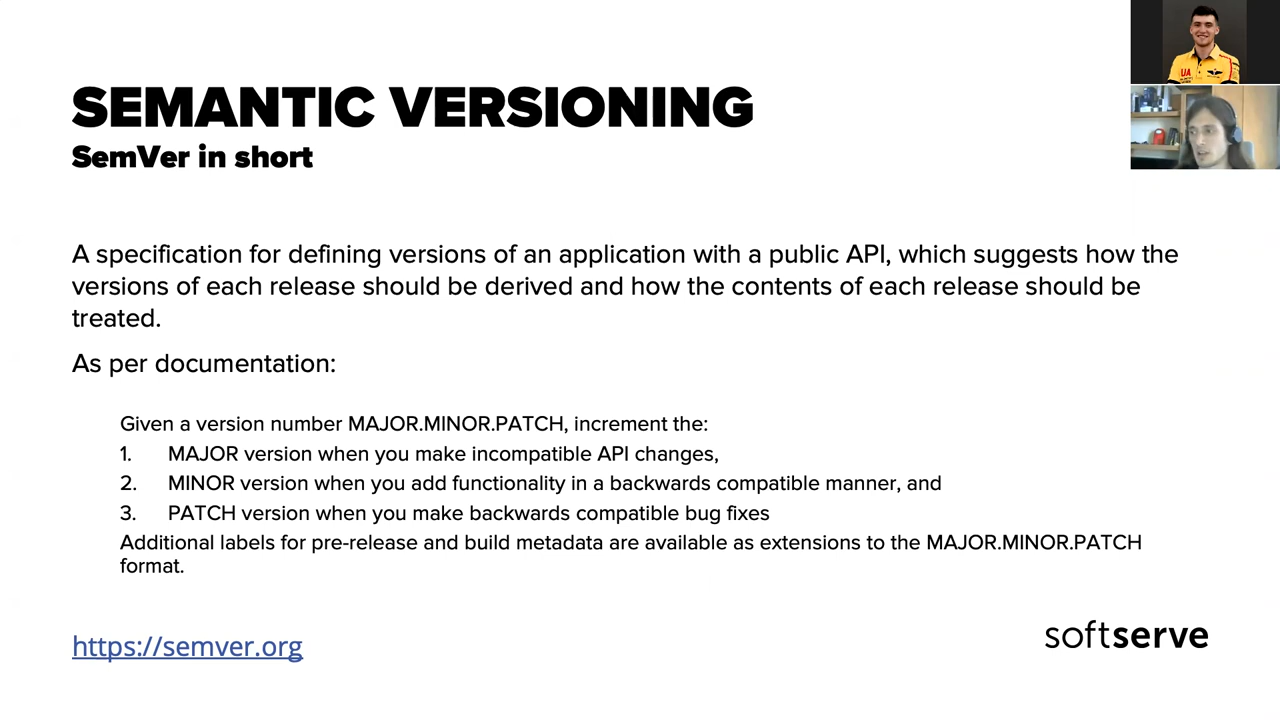 SEMANTIC VERSIONING
SemVer in short
A specification for defining versions of an application with a public API, which suggests how the
versions of each release should be derived and how the contents of each release should be
treated.
As per documentation:
Given a version number MAJOR.MINOR.PATCH, increment the:
1. MAJOR version when you make incompatible API changes,
2. MINOR version when you add functionality in a backwards compatible manner, and
3. PATCH version when you make backwards compatible bug fixes
Additional labels for pre-release and build metadata are available as extensions to the MAJOR.MINOR.PATCH
format.
https://semver.org
softserve
UA